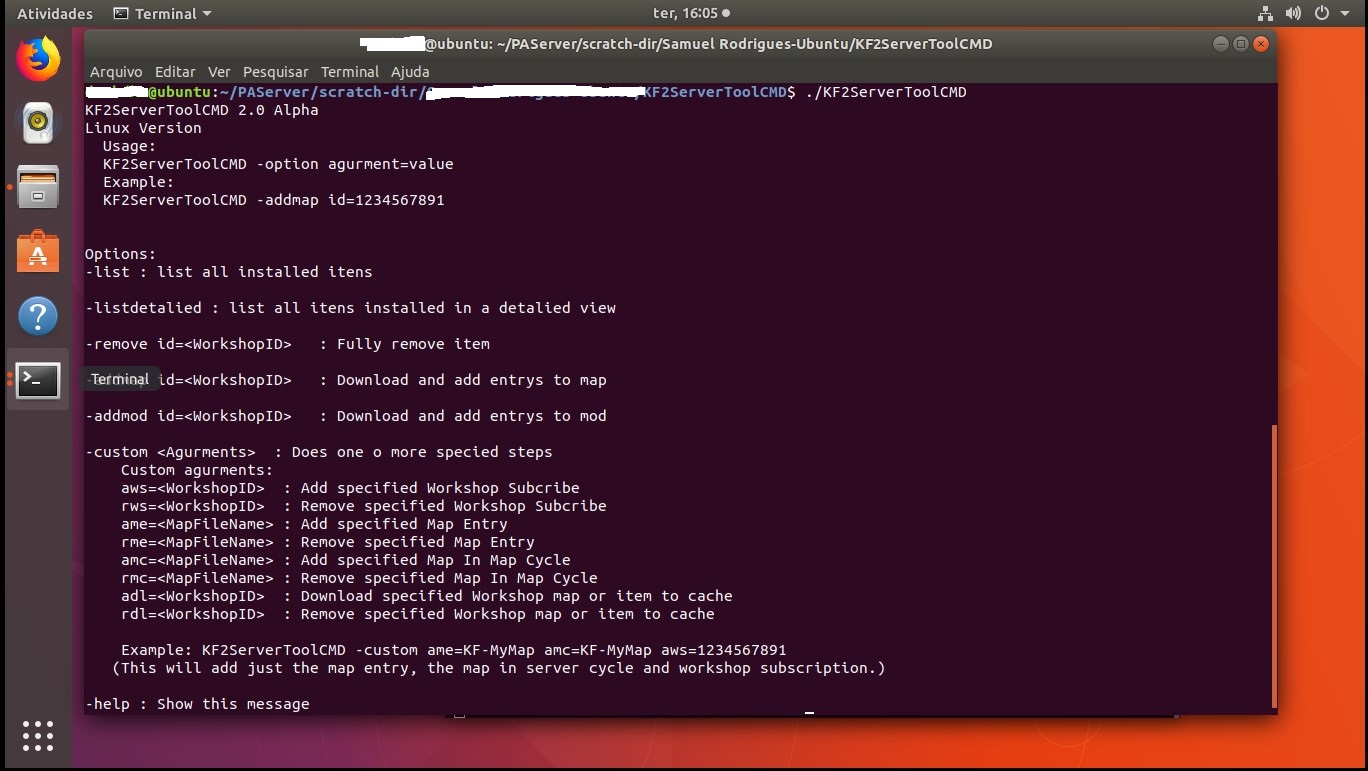 Atividades Terminal ter, 16:05
@ubuntu: ~/PAServer/scratch-dir/Samuel Rodrigues-Ubuntu/KF2ServerToolCMD
Arquivo Editar Ver Pesquisar Terminal Ajuda
@ubuntu:~/PAServer/scratch-dir/ /KF2ServerToolCMD$ ./KF2ServerToolCMD
KF2ServerToolCMD 2.0 Alpha
Linux Version
Usage:
KF2ServerToolCMD -option agurment=value
Example:
KF2ServerToolCMD -addmap id=1234567891
Options:
-list : list all installed itens
-listdetalied : list all itens installed in a detalied view
-remove id=<WorkshopID> : Fully remove item
Terminal id=<WorkshopID> : Download and add entrys to map
-addmod id=<WorkshopID> : Download and add entrys to mod
-custom <Agurments> : Does one o more specied steps
Custom agurments:
aws=<WorkshopID> : Add specified Workshop Subcribe
rws=<WorkshopID> : Remove specified Workshop Subcribe
ame=<MapFileName> : Add specified Map Entry
rme=<MapFileName> : Remove specified Map Entry
amc=<MapFileName> : Add specified Map In Map Cycle
rmc=<MapFileName> : Remove specified Map In Map Cycle
adl=<WorkshopID> : Download specified Workshop map or item to cache
rdl=<WorkshopID> : Remove specified Workshop map or item to cache
Example: KF2ServerToolCMD -custom ame=KF-MyMap amc=KF-MyMap aws=1234567891
(This will add just the map entry, the map in server cycle and workshop subscription.)
-help : Show this message